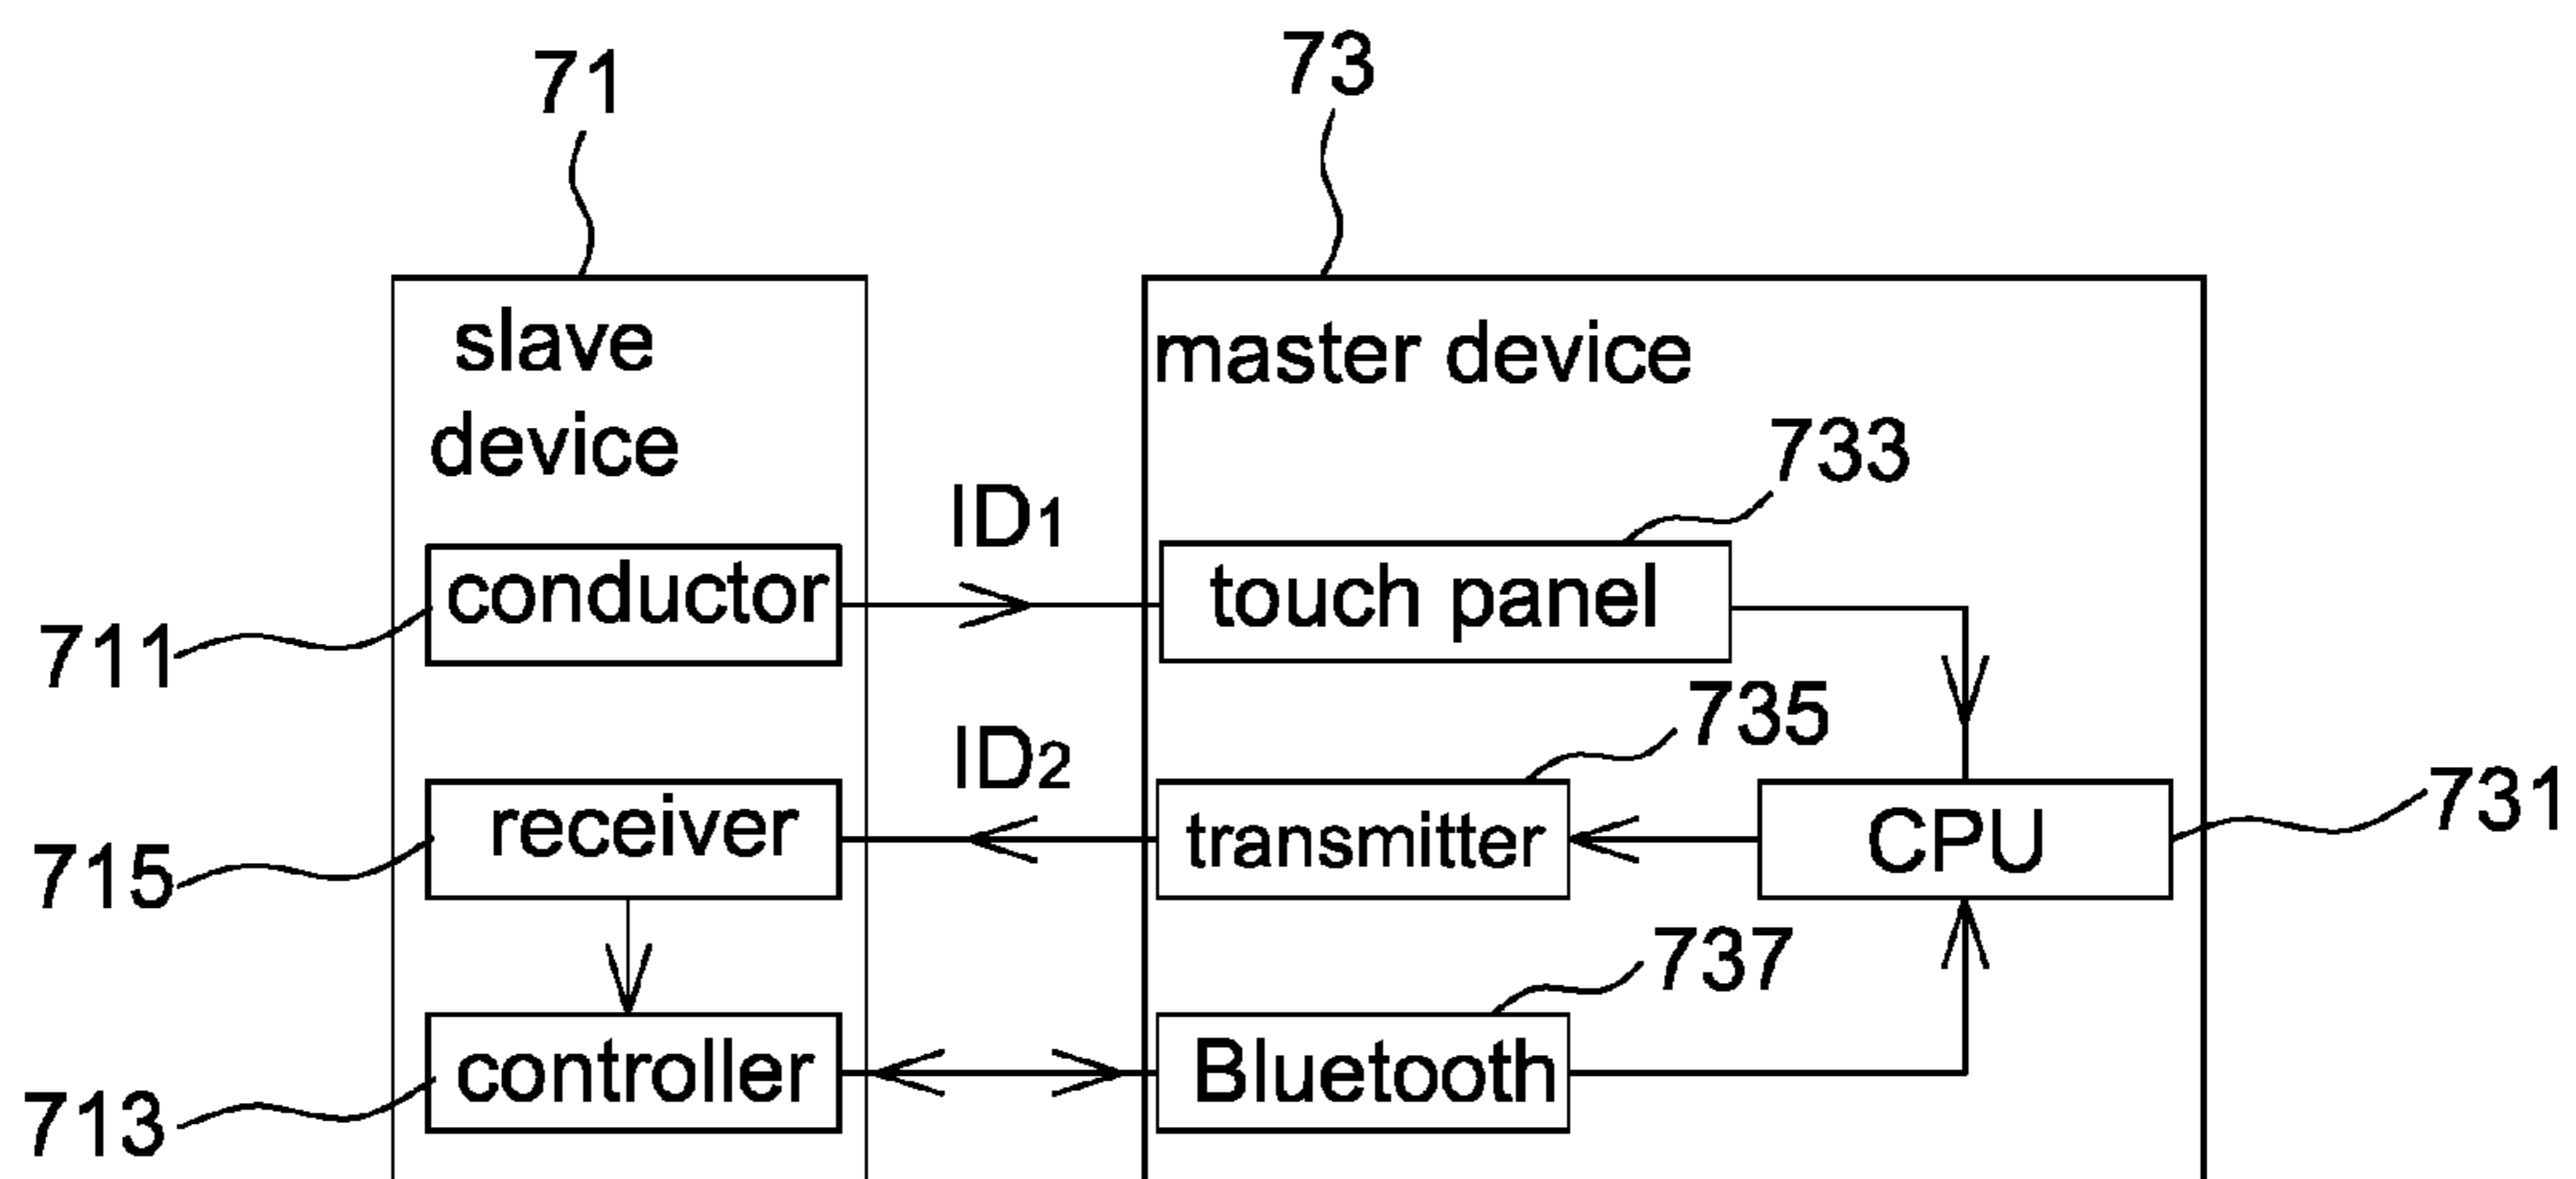 71
73
slave
device
master device
733
ID1
conductor
touch panel
711
735
ID2
731
receiver
transmitter
CPU
715
737
controller
Bluetooth
713